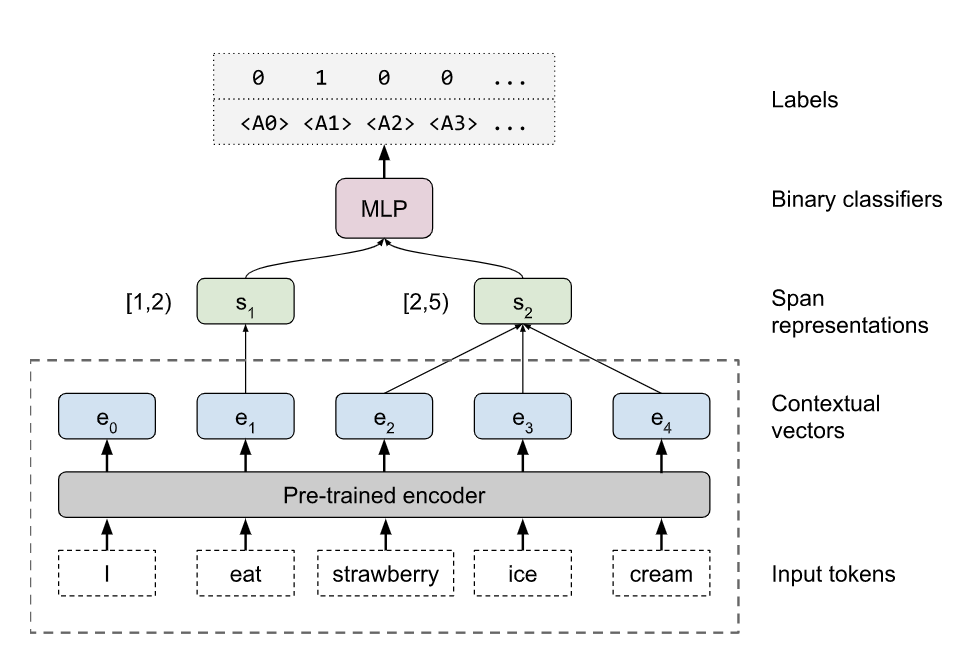 0 1 0 0 ...
<A0> <A1> <A2> <A3> ...
Labels
MLP
Binary classifiers
[1,2) s1 [2,5) s2
Span
representations
e0 e1 e2 e3 e4
Contextual
vectors
Pre-trained encoder
I eat strawberry ice cream
Input tokens